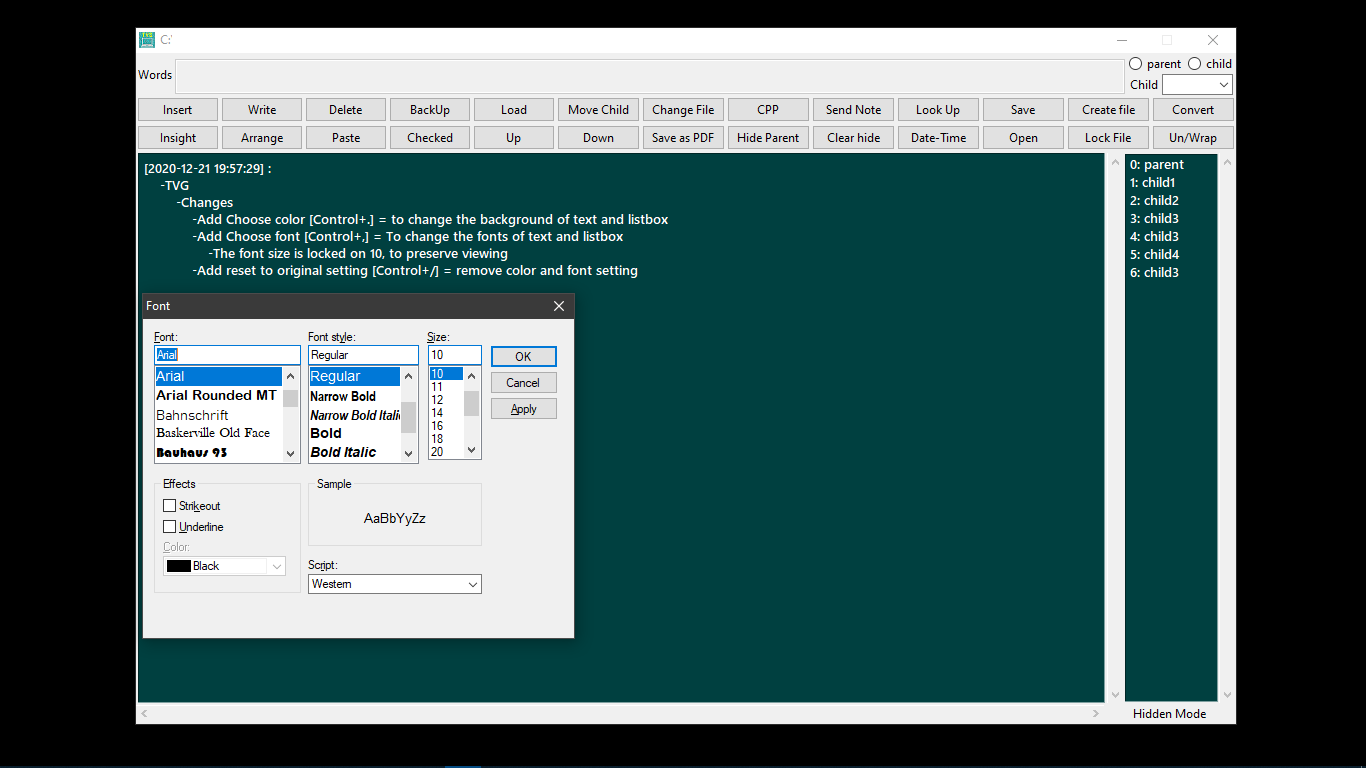 C:
Words
parent child
Child
Insert Write Delete BackUp Load Move Child Change File CPP Send Note Look Up Save Create file Convert
Insight Arrange Paste Checked Up Down Save as PDF Hide Parent Clear hide Date-Time Open Lock File Un/Wrap
[2020-12-21 19:57:29] :
-TVG
-Changes
-Add Choose color [Control+.] = to change the background of text and listbox
-Add Choose font [Control+,] = To change the fonts of text and listbox
-The font size is locked on 10, to preserve viewing
-Add reset to original setting [Control+/] = remove color and font setting
0: parent
1: child1
2: child2
3: child3
4: child3
5: child4
6: child3
Font
Font: Font style: Size:
Arial Regular 10
OK
Cancel
Apply
Arial
Arial Rounded MT
Bahnschrift
Baskerville Old Face
Bauhaus 93
Regular
Narrow Bold
Narrow Bold Itali
Bold
Bold Italic
10
11
12
14
16
18
20
Effects
Strikeout
Underline
Color:
Black
Sample
AaBbYyZz
Script:
Western
Hidden Mode